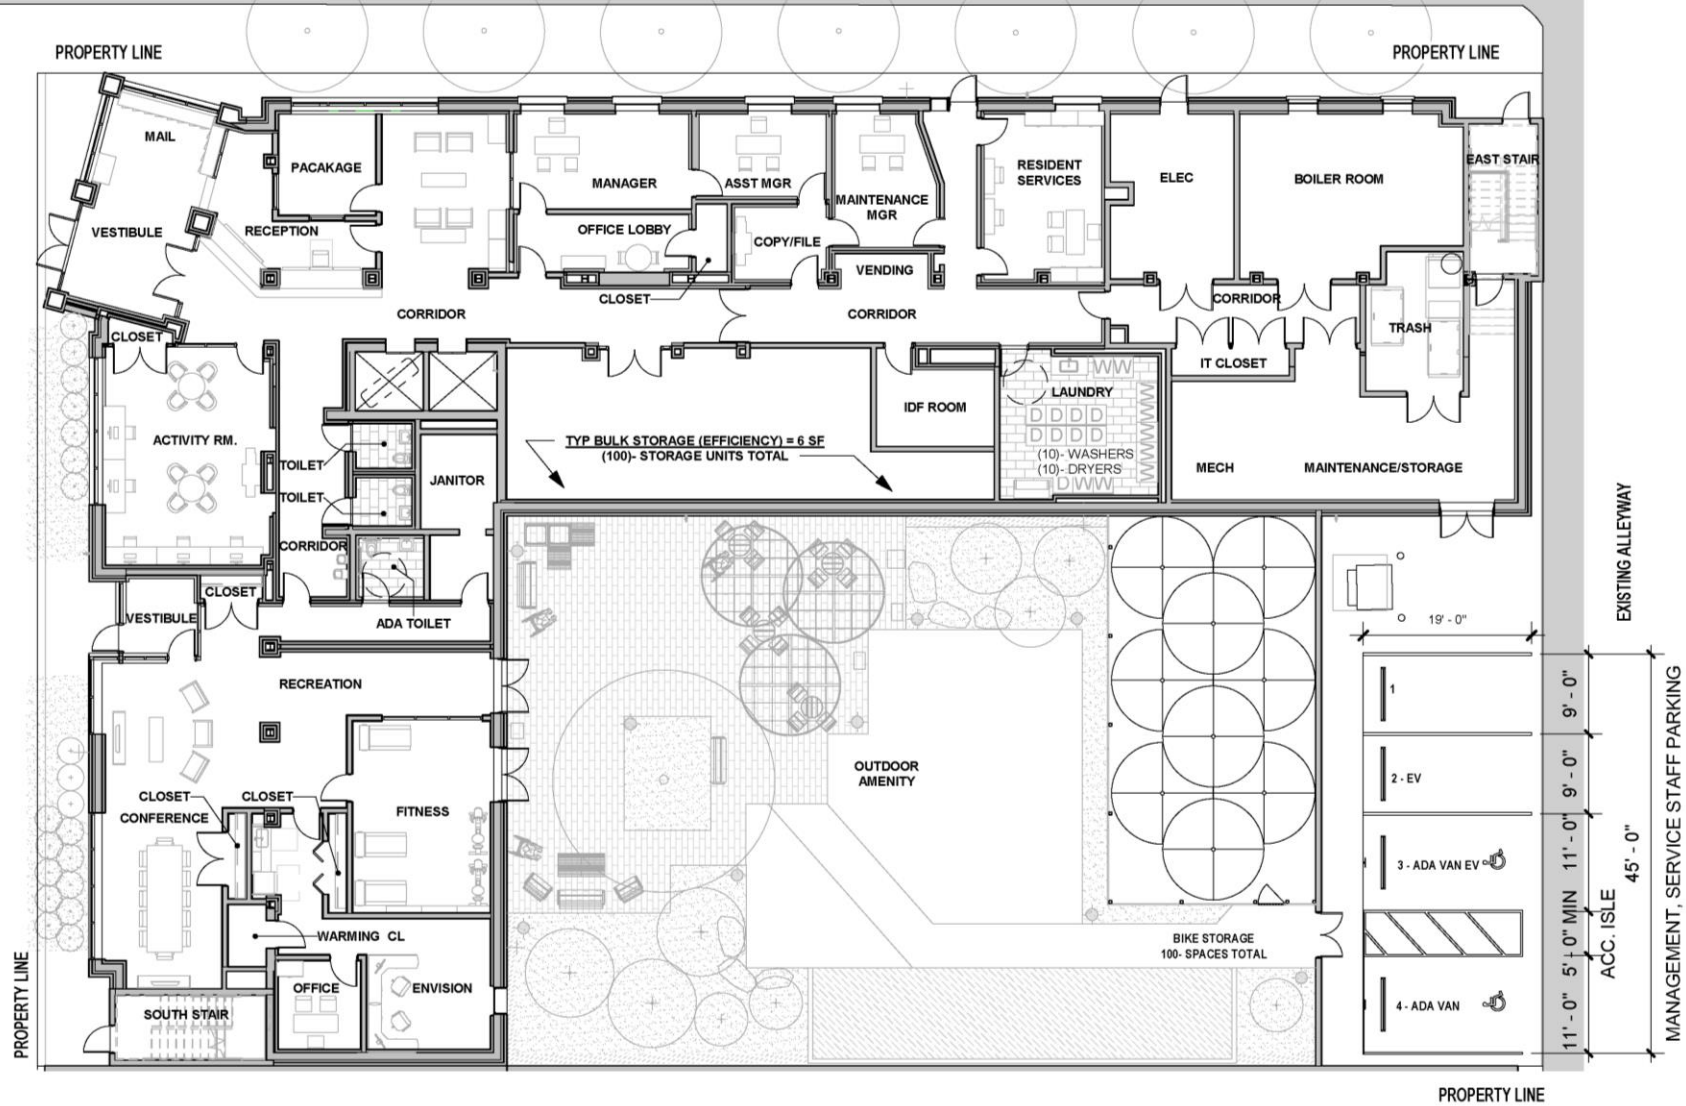 PROPERTY LINE
PROPERTY LINE
MAIL
PACAKAGE
MANAGER
ASST MGR
MAINTENANCE
MGR
RESIDENT
SERVICES
ELEC
BOILER ROOM
EAST STAIR
VESTIBULE
RECEPTION
OFFICE LOBBY
COPY/FILE
VENDING
CLOSET
CORRIDOR
CORRIDOR
CORRIDOR
TRASH
CLOSET
IT CLOSET
ACTIVITY RM.
IDF ROOM
LAUNDRY
D D D D
D D D D
W W
(10)- WASHERS
(10)- DRYERS
D W W
TYP BULK STORAGE (EFFICIENCY) = 6 SF
(100)- STORAGE UNITS TOTAL
TOILET
TOILET
JANITOR
MECH
MAINTENANCE/STORAGE
CORRIDOR
CLOSET
VESTIBULE
ADA TOILET
EXISTING ALLEYWAY
19' - 0"
RECREATION
1
9' - 0"
2 - EV
9' - 0"
OUTDOOR
AMENITY
CLOSET
CLOSET
CONFERENCE
FITNESS
3 - ADA VAN EV
11' - 0"
45' - 0"
MANAGEMENT, SERVICE STAFF PARKING
WARMING CL
BIKE STORAGE
100- SPACES TOTAL
5' - 0" MIN
ACC. ISLE
OFFICE
ENVISION
4 - ADA VAN
11' - 0"
SOUTH STAIR
PROPERTY LINE
PROPERTY LINE